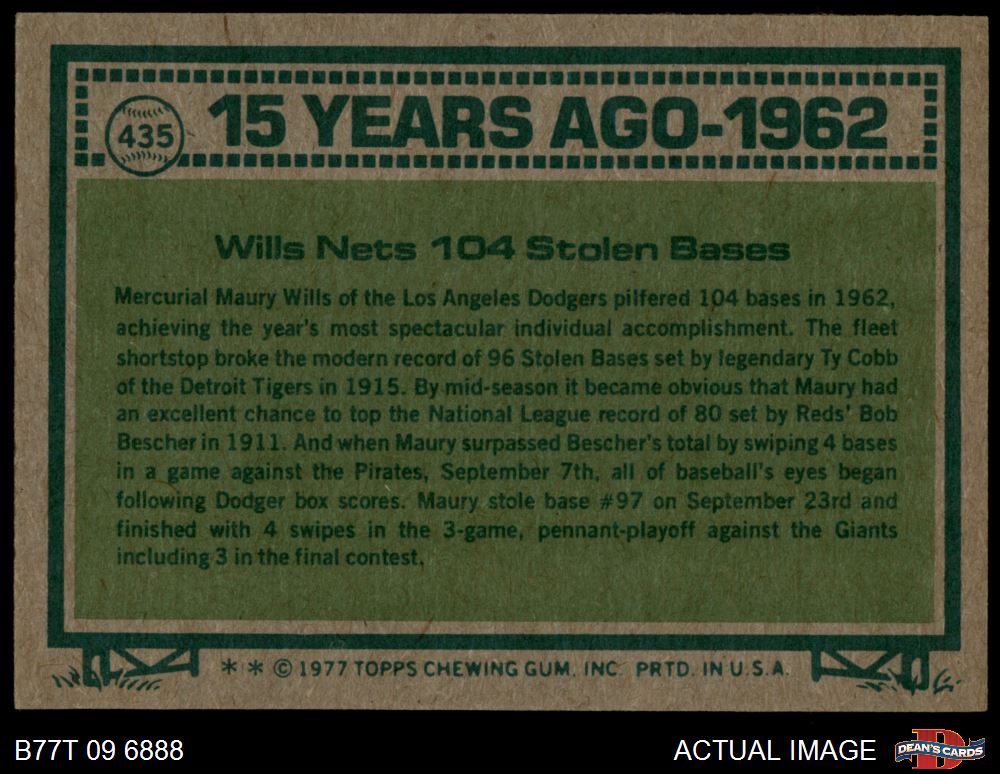 435
15 YEARS AGO-1962
Wills Nets 104 Stolen Bases
Mercurial Maury Wills of the Los Angeles Dodgers pilfered 104 bases in 1962,
achieving the year's most spectacular individual accomplishment. The fleet
shortstop broke the modern record of 96 Stolen Bases set by legendary Ty Cobb
of the Detroit Tigers in 1915. By mid-season it became obvious that Maury had
an excellent chance to top the National League record of 80 set by Reds' Bob
Bescher in 1911. And when Maury surpassed Bescher's total by swiping 4 bases
in a game against the Pirates, September 7th, all of baseball's eyes began
following Dodger box scores. Maury stole base #97 on September 23rd and
finished with 4 swipes in the 3-game, pennant-playoff against the Giants
including 3 in the final contest.
* * © 1977 TOPPS CHEWING GUM, INC. PRTD. IN U.S.A.
B77T 09 6888
ACTUAL IMAGE
D
DEAN'S CARDS